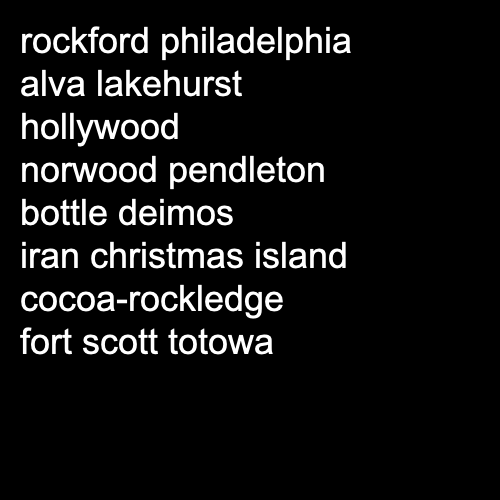 rockford philadelphia
alva lakehurst
hollywood
norwood pendleton
bottle deimos
iran christmas island
cocoa-rockledge
fort scott totowa